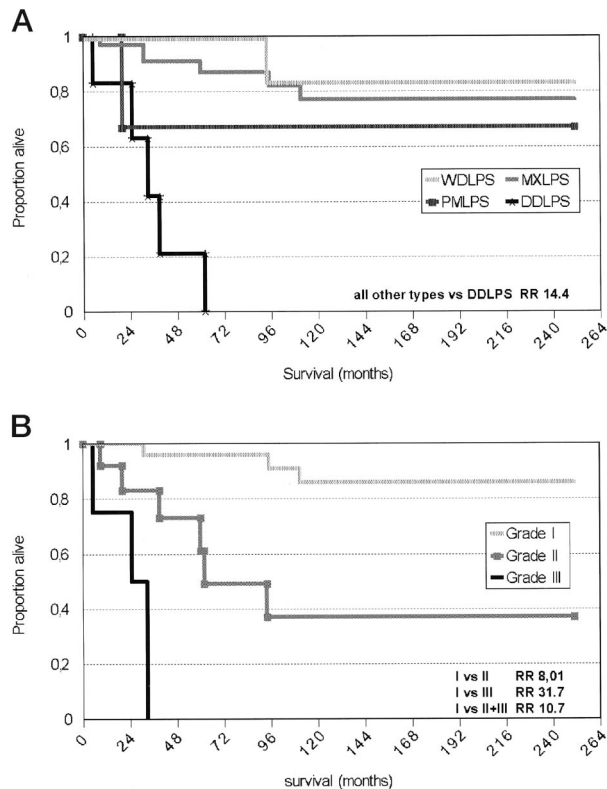 A
Proportion alive
1
0,8
0,6
0,4
0,2
0
WDLPS MXLPS
PMLPS DDLPS
all other types vs DDLPS RR 14.4
0 24 48 72 96 120 144 168 192 216 240 264
Survival (months)
B
Proportion alive
1
0,8
0,6
0,4
0,2
0
Grade I
Grade II
Grade III
I vs II RR 8,01
I vs III RR 31.7
I vs II+III RR 10.7
0 24 48 72 96 120 144 168 192 216 240 264
survival (months)